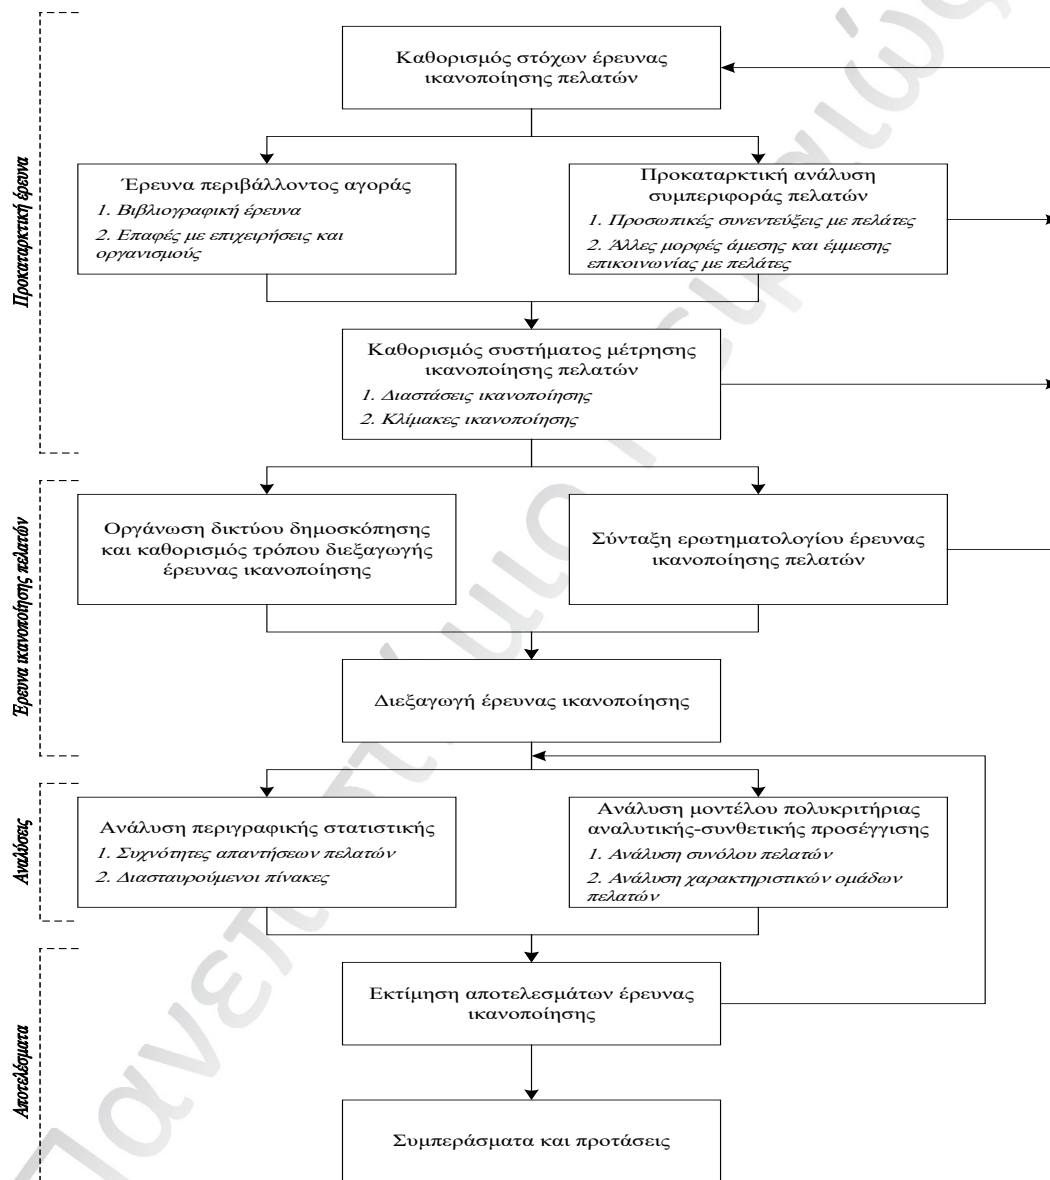 Καθορισμός στόχων έρευνας
ικανοποίησης πελατών
Προκαταρκτική έρευνα
Έρευνα περιβάλλοντος αγοράς
1. Βιβλιογραφική έρευνα
2. Επαφές με επιχειρήσεις και
οργανισμούς
Προκαταρκτική ανάλυση
συμπεριφοράς πελατών
1. Προσωπικές συνεντεύξεις με πελάτες
2. Άλλες μορφές άμεσης και έμμεσης
επικοινωνίας με πελάτες
Καθορισμός συστήματος μέτρησης
ικανοποίησης πελατών
1. Διαστάσεις ικανοποίησης
2. Κλίμακες ικανοποίησης
Έρευνα ικανοποίησης πελατών
Οργάνωση δικτύου δημοσκόπησης
και καθορισμός τρόπου διεξαγωγής
έρευνας ικανοποίησης
Σύνταξη ερωτηματολογίου έρευνας
ικανοποίησης πελατών
Διεξαγωγή έρευνας ικανοποίησης
Αναλύσεις
Ανάλυση περιγραφικής στατιστικής
1. Συχνότητες απαντήσεων πελατών
2. Διασταυρούμενοι πίνακες
Ανάλυση μοντέλου πολυκριτήριας
αναλυτικής-συνθετικής προσέγγισης
1. Ανάλυση συνόλου πελατών
2. Ανάλυση χαρακτηριστικών ομάδων
πελατών
Αποτελέσματα
Εκτίμηση αποτελεσμάτων έρευνας
ικανοποίησης
Συμπεράσματα και προτάσεις